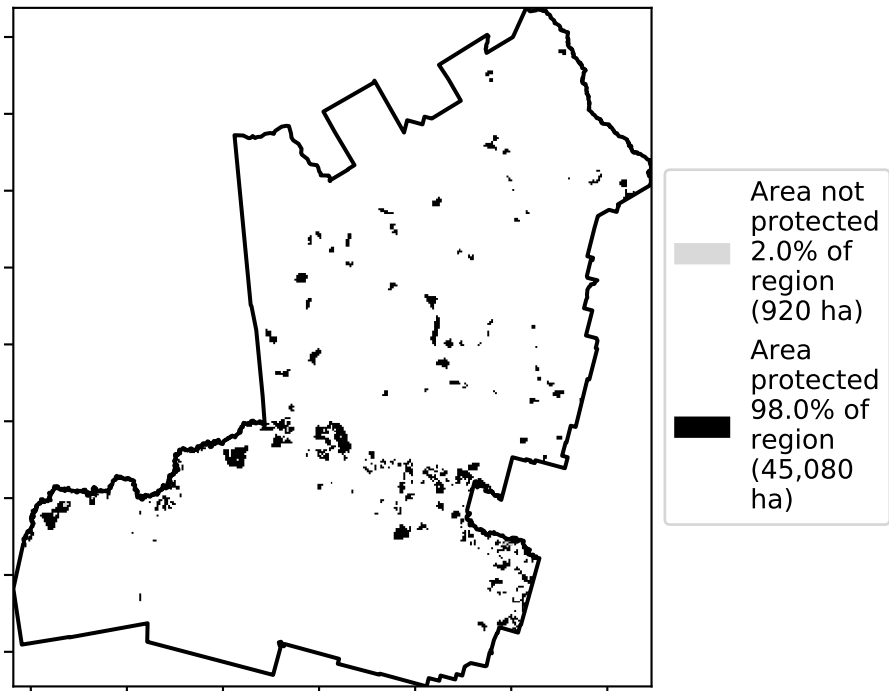 Area not
protected
2.0% of
region
(920 ha)
Area
protected
98.0% of
region
(45,080
ha)